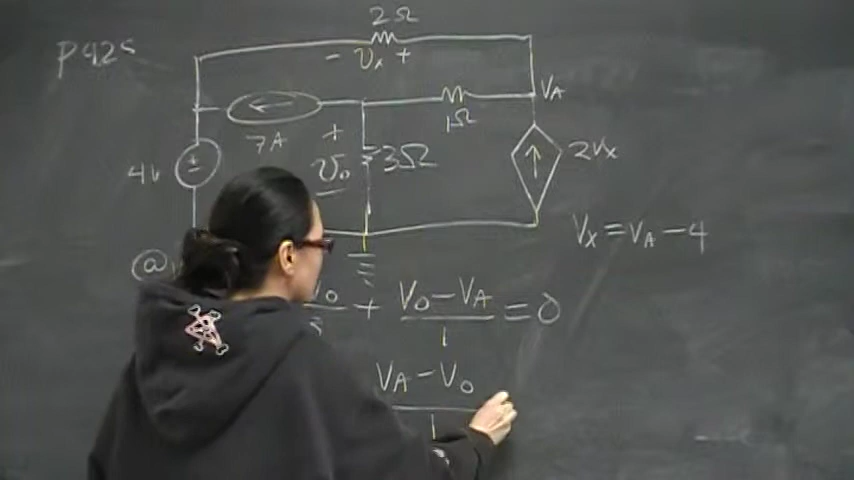 P425
2Ω
- Vx +
VA
1Ω
7A
+
Vo
3Ω
2Vx
4V
Vx = VA - 4
@
Vo + Vo - VA = 0
1
VA - Vo
1